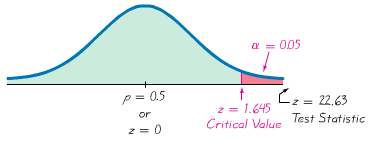 α = 0.05
p = 0.5
or
z = 0
z = 1.645
Critical Value
z = 22.63
Test Statistic